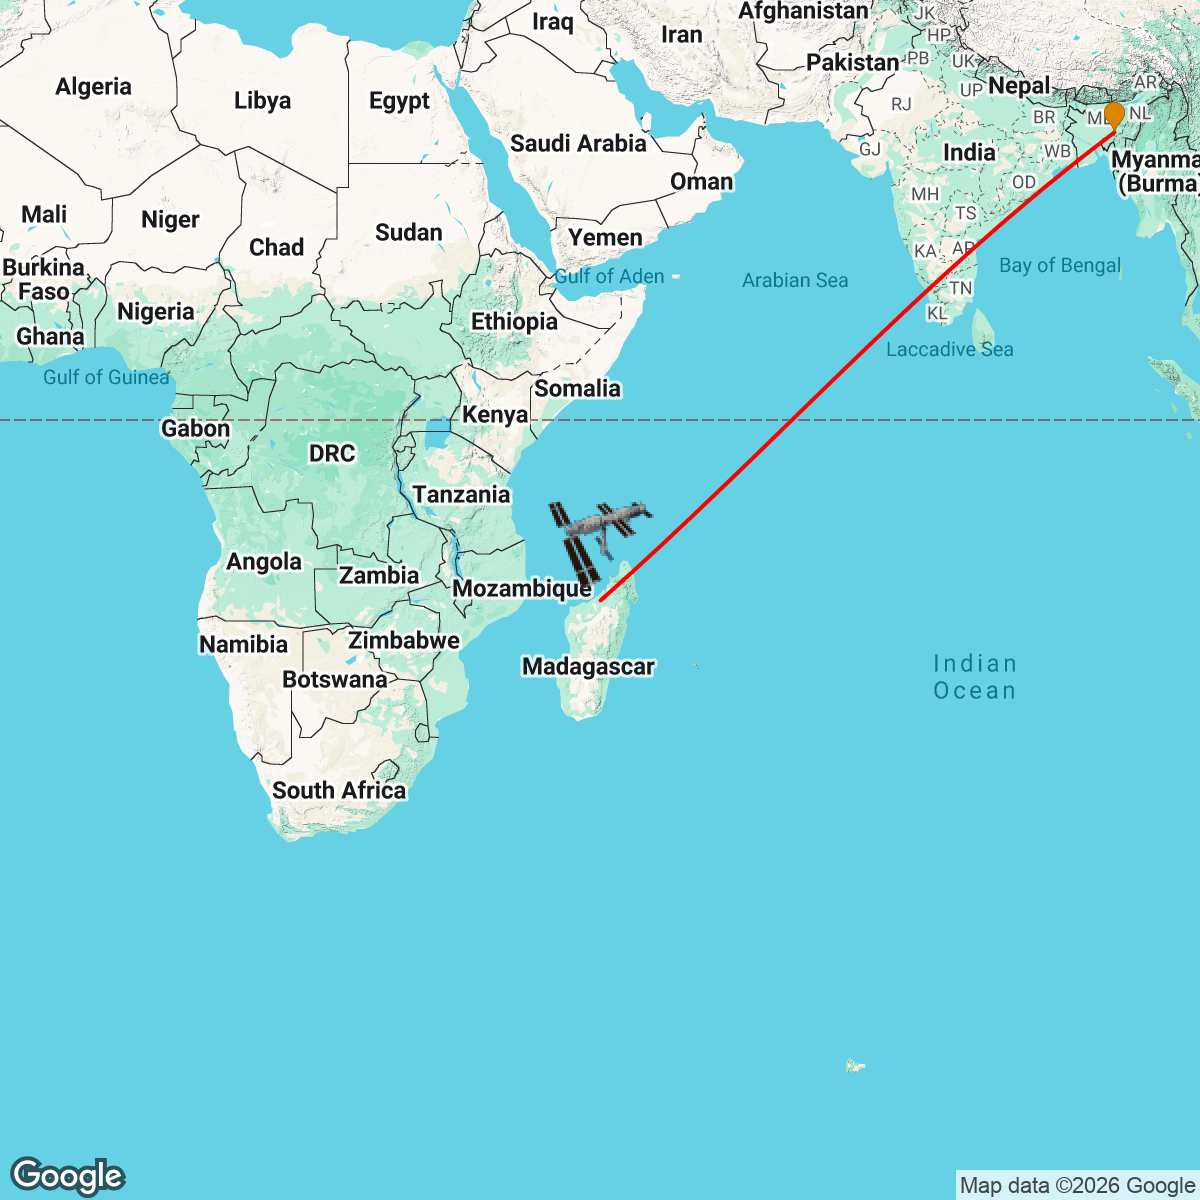 Afghanistan
JK
Iraq
Iran
HP
Pakistan
PB
UK
Algeria
Libya
Egypt
UP
Nepal
AR
RJ
BR
NL
Saudi Arabia
GJ
India
WB
Myanma
(Burma)
Oman
OD
Mali
Niger
MH
TS
Chad
Sudan
Yemen
KA
AP
Burkina
Faso
Gulf of Aden
Arabian Sea
Bay of Bengal
TN
Nigeria
Ethiopia
KL
Ghana
Laccadive Sea
Gulf of Guinea
Somalia
Gabon
Kenya
DRC
Tanzania
Angola
Zambia
Mozambique
Namibia
Zimbabwe
Botswana
Madagascar
Indian
Ocean
South Africa
Google
Map data ©2026 Google